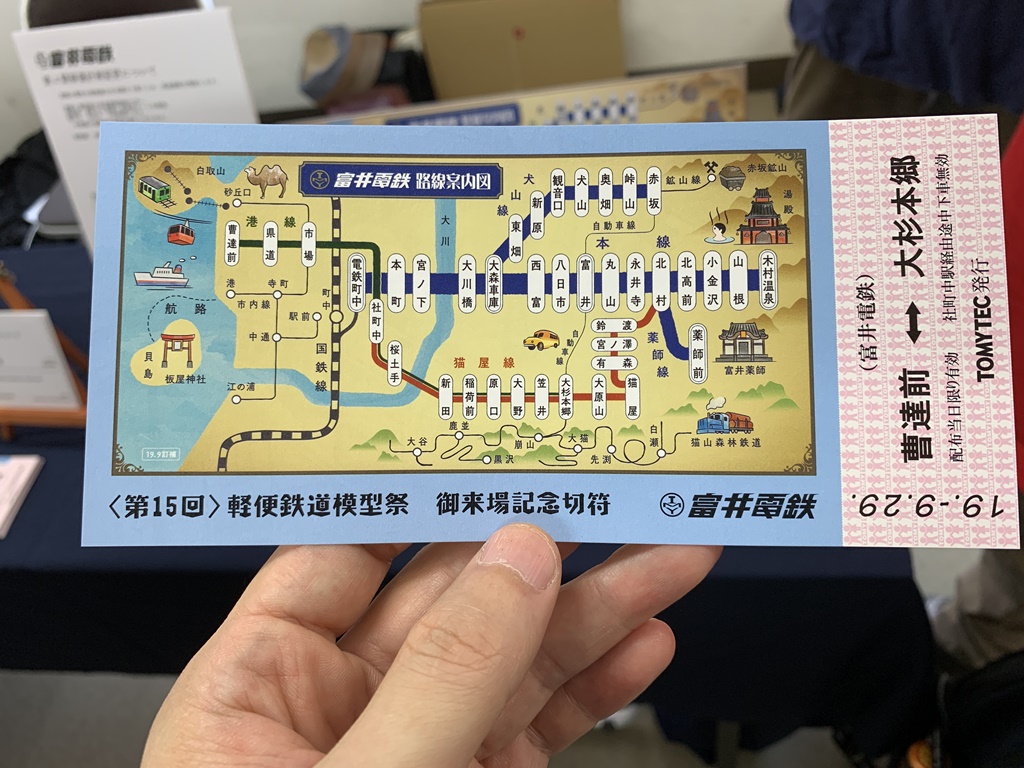 富井電鉄 路線案内図
白取山
砂丘口
港線
曹達前
県道
市場
港
寺町
市内線
町中
駅前
中通
航路
貝島
板屋神社
江の浦
国鉄線
大川
電鉄町中
社町中
桜土手
本町
宮ノ下
大川橋
大森車庫
西富
八日市
富井
丸山
永井寺
北村
北高前
小金沢
山根
木村温泉
本線
犬山線
東畑
新原
観音口
犬山
奥畑
峠山
赤坂
鉱山線
赤坂鉱山
自動車線
湯殿
薬師線
薬師前
富井薬師
鈴渡
宮ノ澤
有森
自動車線
猫屋線
新田
稲荷前
原口
大野
笠井
大杉本郷
大原山
猫屋
大谷
鹿並
黒沢
崩山
大猫
先渕
白瀬
猫山森林鉄道
'19.9訂補
〈第15回〉軽便鉄道模型祭 御来場記念切符
富井電鉄
(富井電鉄)
曹達前 ↔ 大杉本郷
配布当日限り有効 社町中駅経由途中下車無効
TOMYTEC 発行
19.-9.29.